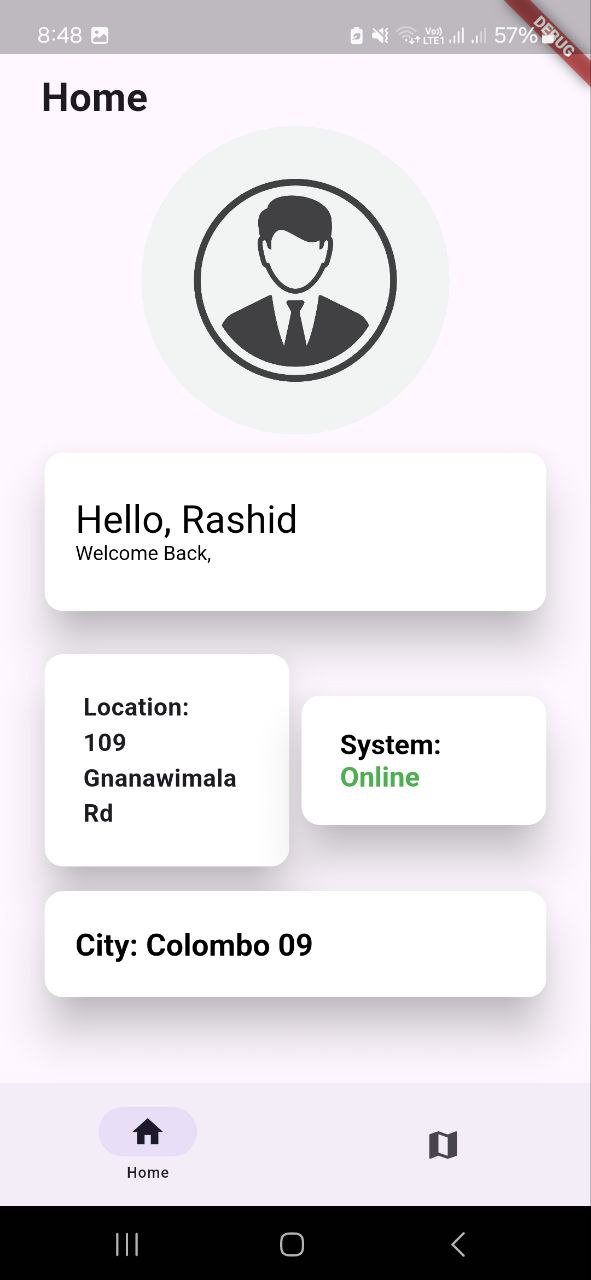 8:48
Vo))
LTE1
57%
DEBUG
Home
Hello, Rashid
Welcome Back,
Location:
109
Gnanawimala
Rd
System:
Online
City: Colombo 09
Home